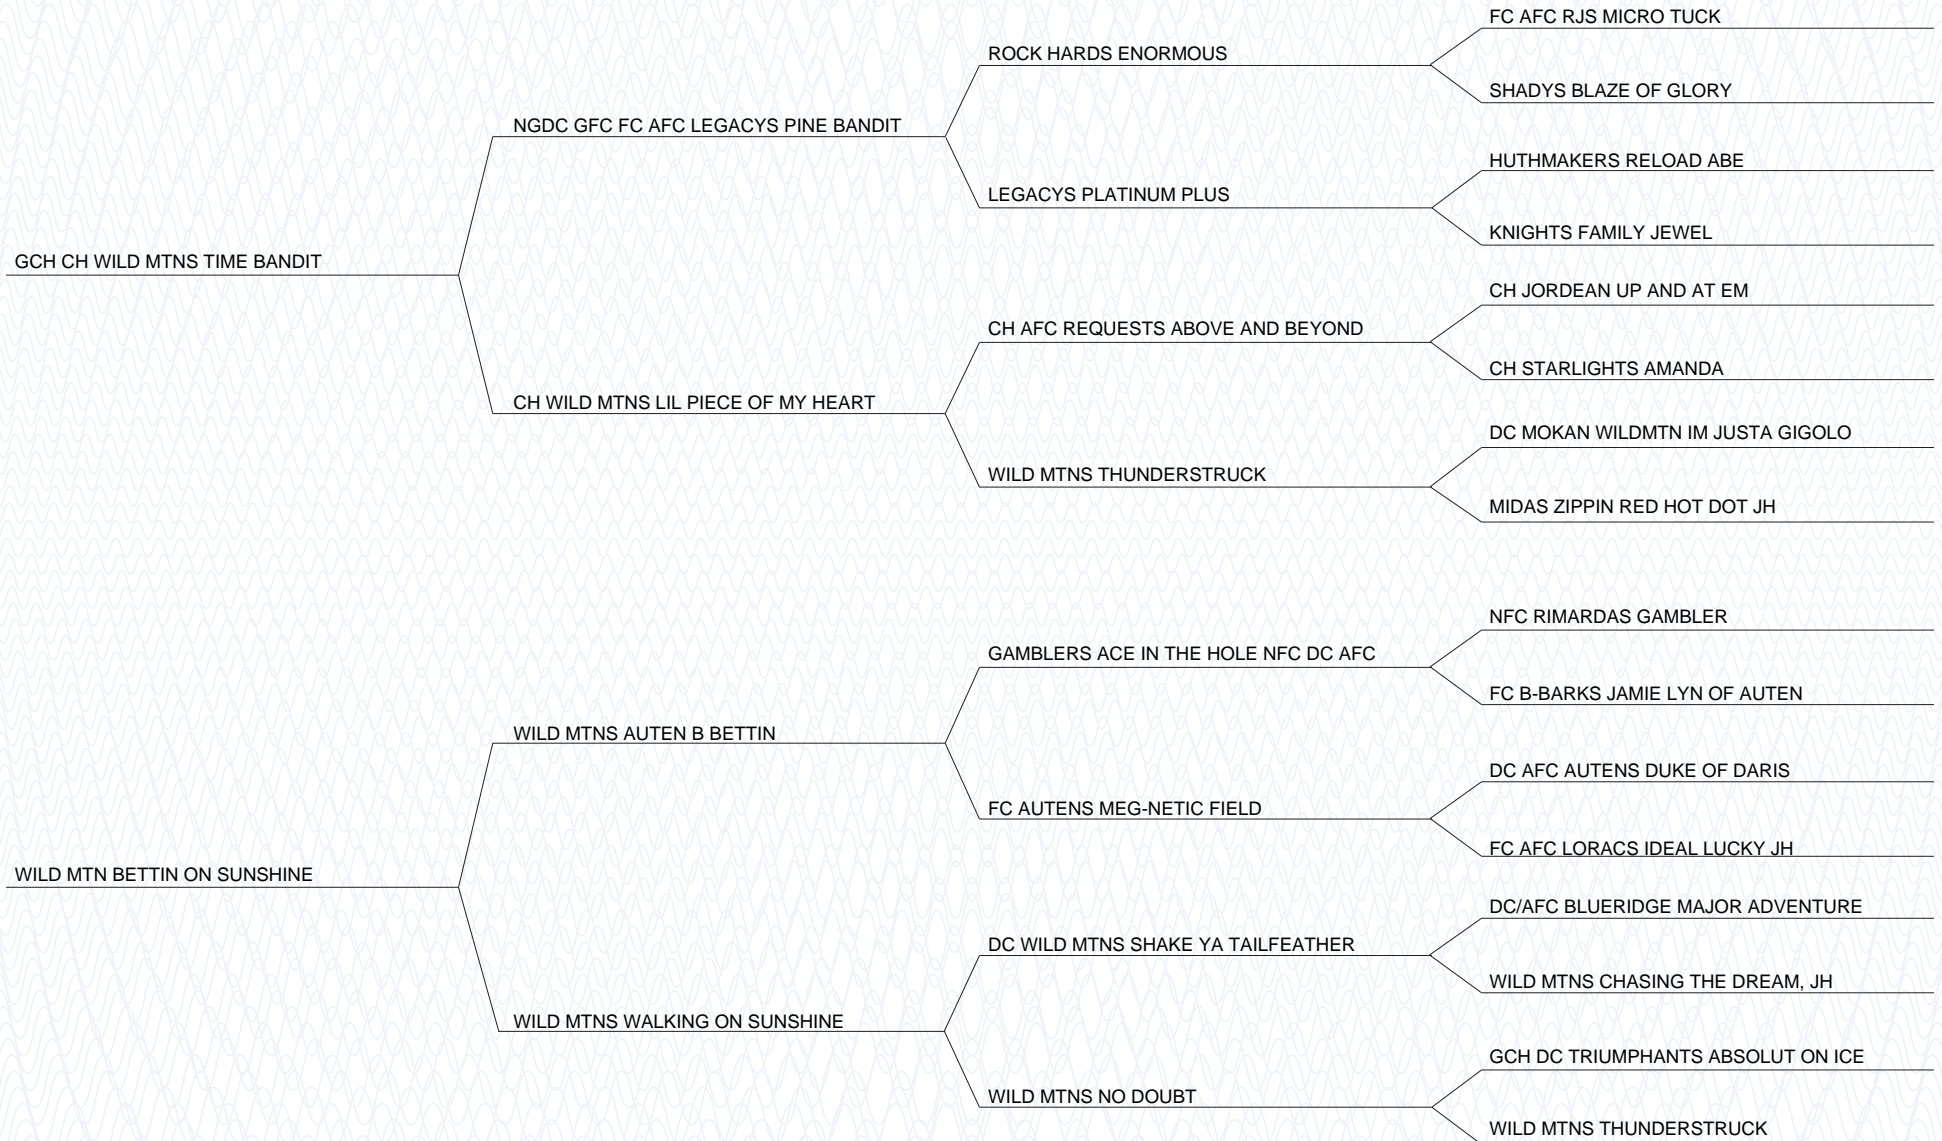 FC AFC RJS MICRO TUCK
ROCK HARDS ENORMOUS
SHADYS BLAZE OF GLORY
NGDC GFC FC AFC LEGACYS PINE BANDIT
HUTHMAKERS RELOAD ABE
LEGACYS PLATINUM PLUS
KNIGHTS FAMILY JEWEL
GCH CH WILD MTNS TIME BANDIT
CH JORDEAN UP AND AT EM
CH AFC REQUESTS ABOVE AND BEYOND
CH STARLIGHTS AMANDA
CH WILD MTNS LIL PIECE OF MY HEART
DC MOKAN WILDMTN IM JUSTA GIGOLO
WILD MTNS THUNDERSTRUCK
MIDAS ZIPPIN RED HOT DOT JH
NFC RIMARDAS GAMBLER
GAMBLERS ACE IN THE HOLE NFC DC AFC
FC B-BARKS JAMIE LYN OF AUTEN
WILD MTNS AUTEN B BETTIN
DC AFC AUTENS DUKE OF DARIS
FC AUTENS MEG-NETIC FIELD
FC AFC LORACS IDEAL LUCKY JH
WILD MTN BETTIN ON SUNSHINE
DC/AFC BLUERIDGE MAJOR ADVENTURE
DC WILD MTNS SHAKE YA TAILFEATHER
WILD MTNS CHASING THE DREAM, JH
WILD MTNS WALKING ON SUNSHINE
GCH DC TRIUMPHANTS ABSOLUT ON ICE
WILD MTNS NO DOUBT
WILD MTNS THUNDERSTRUCK